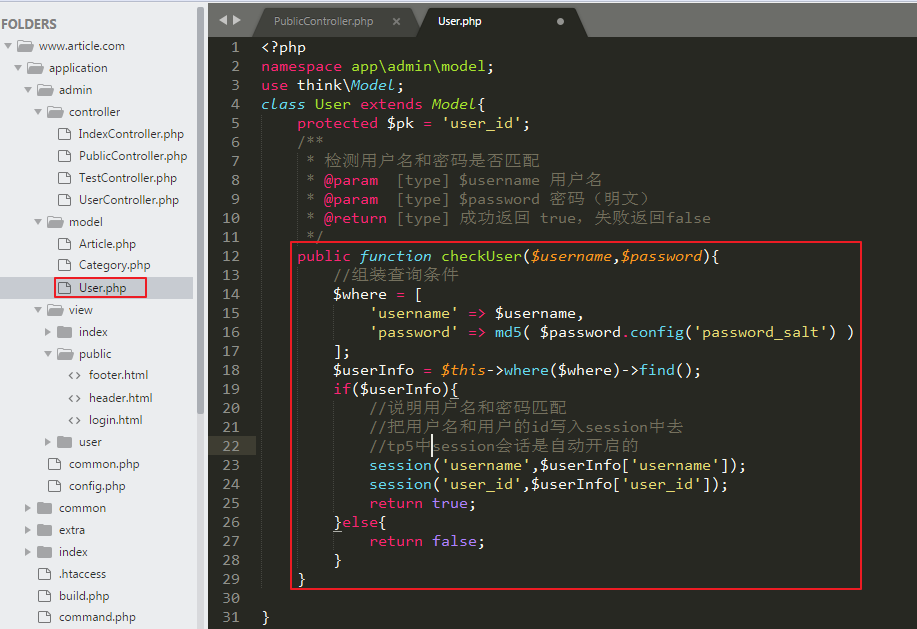 FOLDERS
www.article.com
application
admin
controller
IndexController.php
PublicController.php
TestController.php
UserController.php
model
Article.php
Category.php
User.php
view
index
public
footer.html
header.html
login.html
user
common.php
config.php
common
extra
index
.htaccess
build.php
command.php
PublicController.php × User.php
1 <?php
2 namespace app\admin\model;
3 use think\Model;
4 class User extends Model{
5 protected $pk = 'user_id';
6 /**
7 * 检测用户名和密码是否匹配
8 * @param [type] $username 用户名
9 * @param [type] $password 密码（明文）
10 * @return [type] 成功返回 true，失败返回false
11 */
12 public function checkUser($username,$password){
13 //组装查询条件
14 $where = [
15 'username' => $username,
16 'password' => md5( $password.config('password_salt') )
17 ];
18 $userInfo = $this->where($where)->find();
19 if($userInfo){
20 //说明用户名和密码匹配
21 //把用户名和用户的id写入session中去
22 //tp5中session会话是自动开启的
23 session('username',$userInfo['username']);
24 session('user_id',$userInfo['user_id']);
25 return true;
26 }else{
27 return false;
28 }
29 }
30
31 }